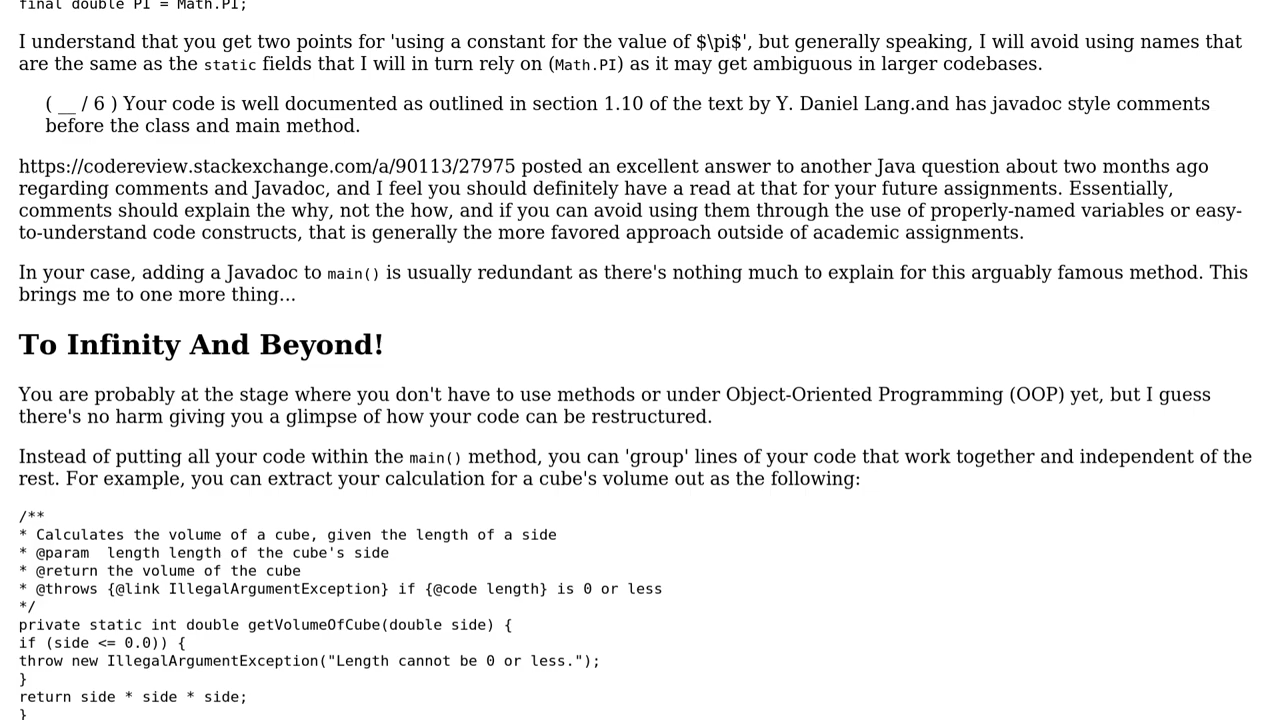 final double PI = Math.PI;
I understand that you get two points for 'using a constant for the value of $\pi$', but generally speaking, I will avoid using names that
are the same as the static fields that I will in turn rely on (Math.PI) as it may get ambiguous in larger codebases.
( __ / 6 ) Your code is well documented as outlined in section 1.10 of the text by Y. Daniel Lang.and has javadoc style comments
before the class and main method.
https://codereview.stackexchange.com/a/90113/27975 posted an excellent answer to another Java question about two months ago
regarding comments and Javadoc, and I feel you should definitely have a read at that for your future assignments. Essentially,
comments should explain the why, not the how, and if you can avoid using them through the use of properly-named variables or easy-
to-understand code constructs, that is generally the more favored approach outside of academic assignments.
In your case, adding a Javadoc to main() is usually redundant as there's nothing much to explain for this arguably famous method. This
brings me to one more thing...
To Infinity And Beyond!
You are probably at the stage where you don't have to use methods or under Object-Oriented Programming (OOP) yet, but I guess
there's no harm giving you a glimpse of how your code can be restructured.
Instead of putting all your code within the main() method, you can 'group' lines of your code that work together and independent of the
rest. For example, you can extract your calculation for a cube's volume out as the following:
/**
* Calculates the volume of a cube, given the length of a side
* @param  length length of the cube's side
* @return the volume of the cube
* @throws {@link IllegalArgumentException} if {@code length} is 0 or less
*/
private static int double getVolumeOfCube(double side) {
if (side <= 0.0)) {
throw new IllegalArgumentException("Length cannot be 0 or less.");
}
return side * side * side;
}